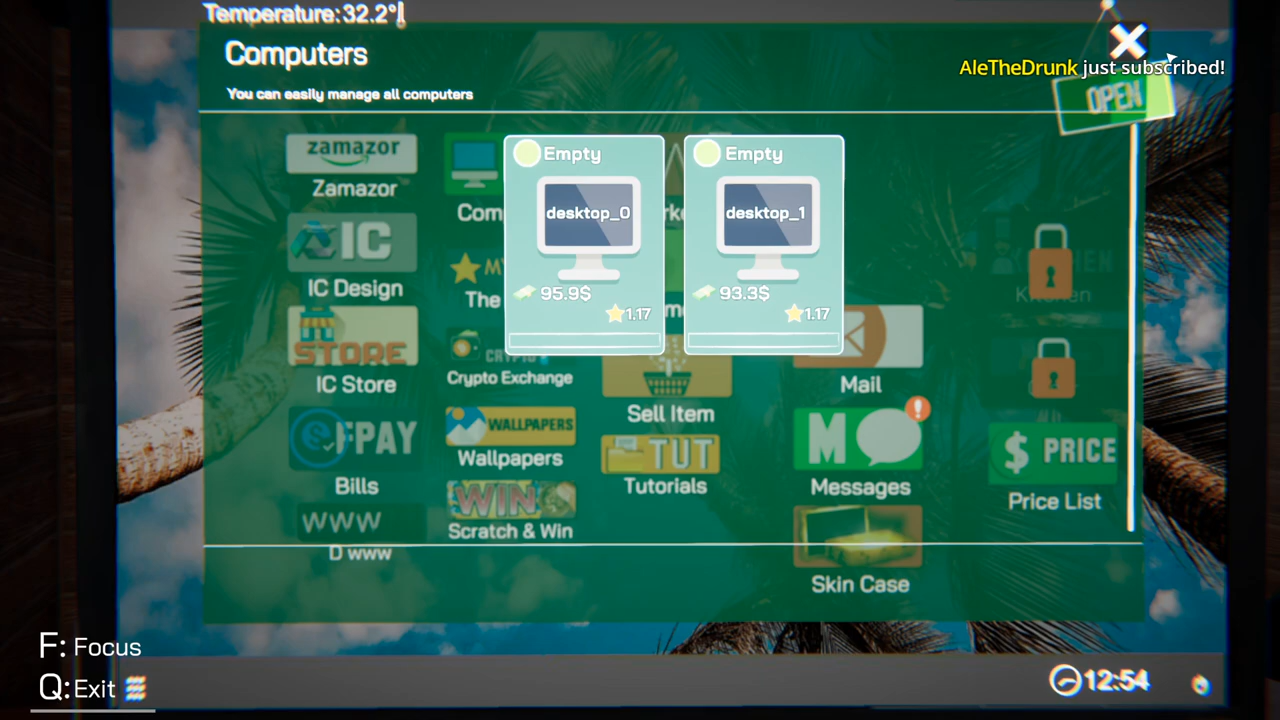 Temperature:32.2°
Computers
You can easily manage all computers
AleTheDrunk just subscribed!
OPEN
zamazor
Zamazor
IC
IC Design
STORE
IC Store
FPAY
Bills
WWW
D www
Com
The
CRYPTO
Crypto Exchange
WALLPAPERS
Wallpapers
WIN
Scratch & Win
Empty
desktop_0
95.9$
1.17
Empty
desktop_1
93.3$
1.17
Sell Item
TUT
Tutorials
Mail
M
Messages
Skin Case
$ PRICE
Price List
F: Focus
Q: Exit
12:54